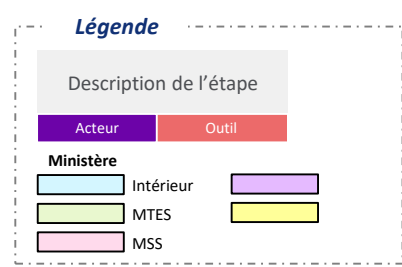 Légende
Description de l'étape
Acteur Outil
Ministère
Intérieur
MTES
MSS